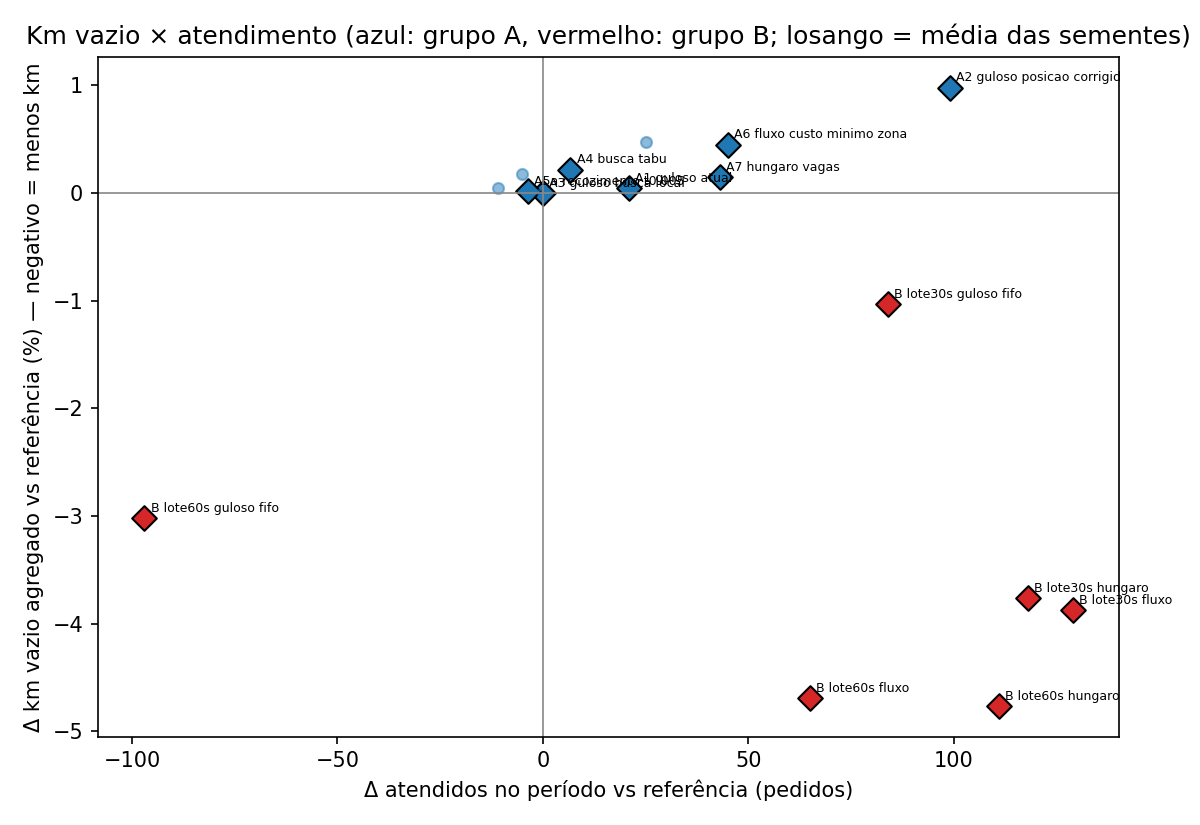 Km vazio × atendimento (azul: grupo A, vermelho: grupo B; losango = média das sementes)
Δ km vazio agregado vs referência (%) — negativo = menos km
1
0
−1
−2
−3
−4
−5
A2 guloso posicao corrigid
A6 fluxo custo minimo zona
A4 busca tabu
A7 hungaro vagas
A1 guloso atual
A3 guloso busca local
B lote30s guloso fifo
B lote60s guloso fifo
B lote30s hungaro
B lote30s fluxo
B lote60s fluxo
B lote60s hungaro
−100
−50
0
50
100
Δ atendidos no período vs referência (pedidos)